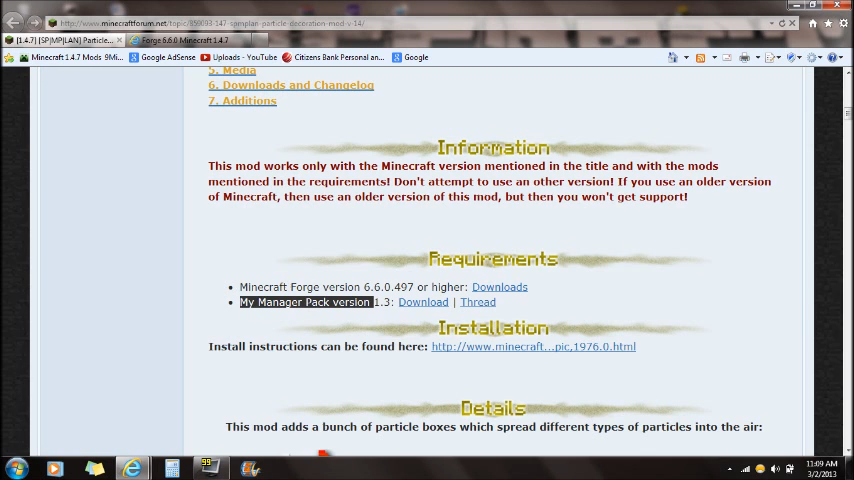 http://www.minecraftforum.net/topic/859093-147-spmplan-particle-decoration-mod-v-14/
[1.4.7] [SP|MP|LAN] Particle...
Forge 6.6.0 Minecraft 1.4.7
Minecraft 1.4.7 Mods 9Mi...
Google AdSense
Uploads - YouTube
Citizens Bank Personal an...
Google
5. Media
6. Downloads and Changelog
7. Additions
Information
This mod works only with the Minecraft version mentioned in the title and with the mods
mentioned in the requirements! Don't attempt to use an other version! If you use an older version
of Minecraft, then use an older version of this mod, but then you won't get support!
Requirements
Minecraft Forge version 6.6.0.497 or higher: Downloads
My Manager Pack version 1.3: Download | Thread
Installation
Install instructions can be found here: http://www.minecraft...pic,1976.0.html
Details
This mod adds a bunch of particle boxes which spread different types of particles into the air:
99
11:09 AM
3/2/2013